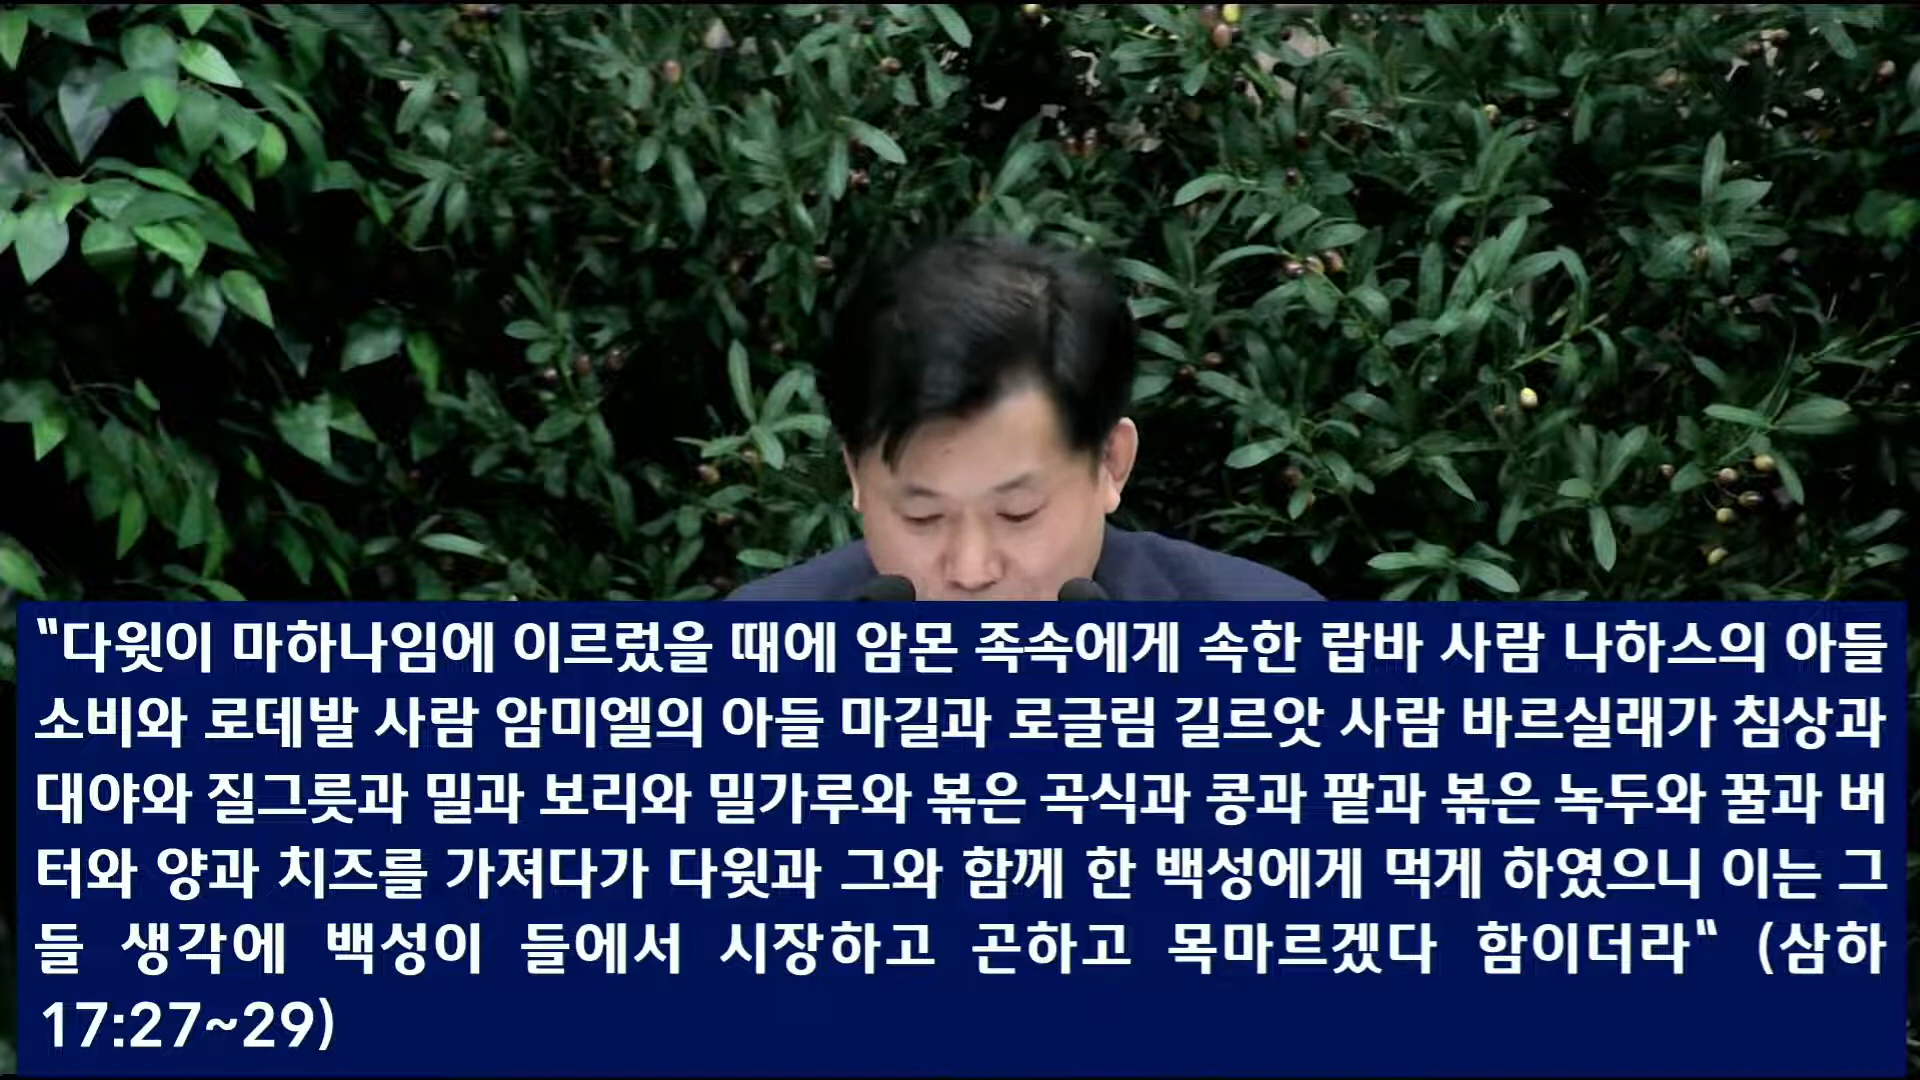 "다윗이 마하나임에 이르렀을 때에 암몬 족속에게 속한 랍바 사람 나하스의 아들
소비와 로데발 사람 암미엘의 아들 마길과 로글림 길르앗 사람 바르실래가 침상과
대야와 질그릇과 밀과 보리와 밀가루와 볶은 곡식과 콩과 팥과 볶은 녹두와 꿀과 버
터와 양과 치즈를 가져다가 다윗과 그와 함께 한 백성에게 먹게 하였으니 이는 그
들 생각에 백성이 들에서 시장하고 곤하고 목마르겠다 함이더라" (삼하
17:27~29)